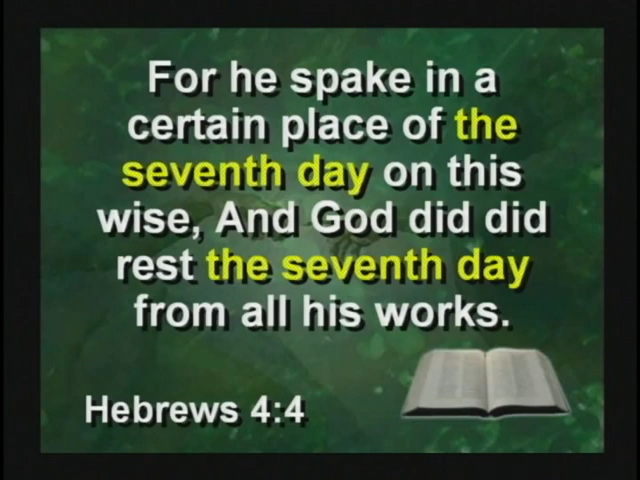 For he spake in a
certain place of the
seventh day on this
wise, And God did did
rest the seventh day
from all his works.
Hebrews 4:4